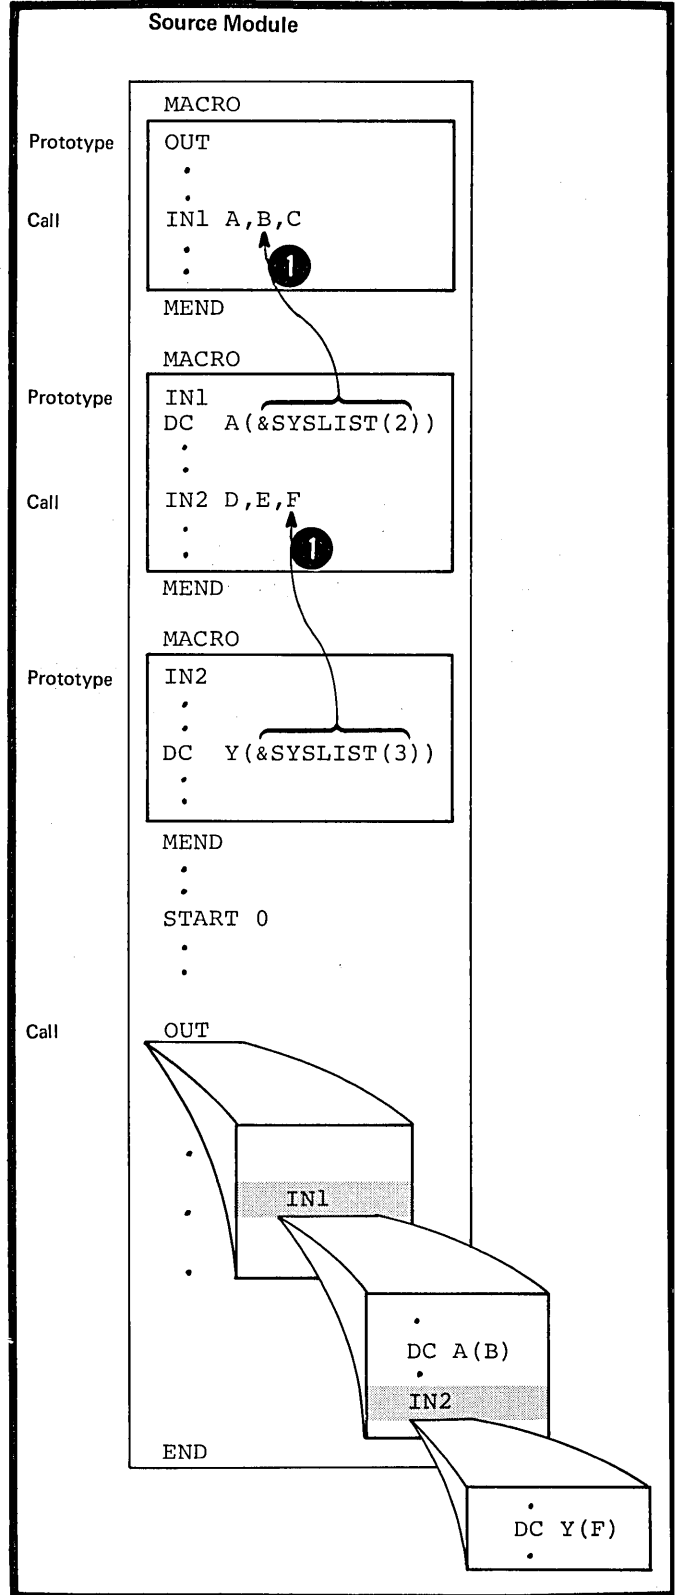 Source Module
MACRO
Prototype OUT
.
.
Call IN1 A,B,C
.
1
.
MEND
MACRO
Prototype IN1
DC A(&SYSLIST(2))
.
.
Call IN2 D,E,F
.
1
.
MEND
MACRO
Prototype IN2
.
.
DC Y(&SYSLIST(3))
.
.
MEND
.
.
START 0
.
.
Call OUT
.
IN1
.
.
.
DC A(B)
.
IN2
END
.
DC Y(F)
.